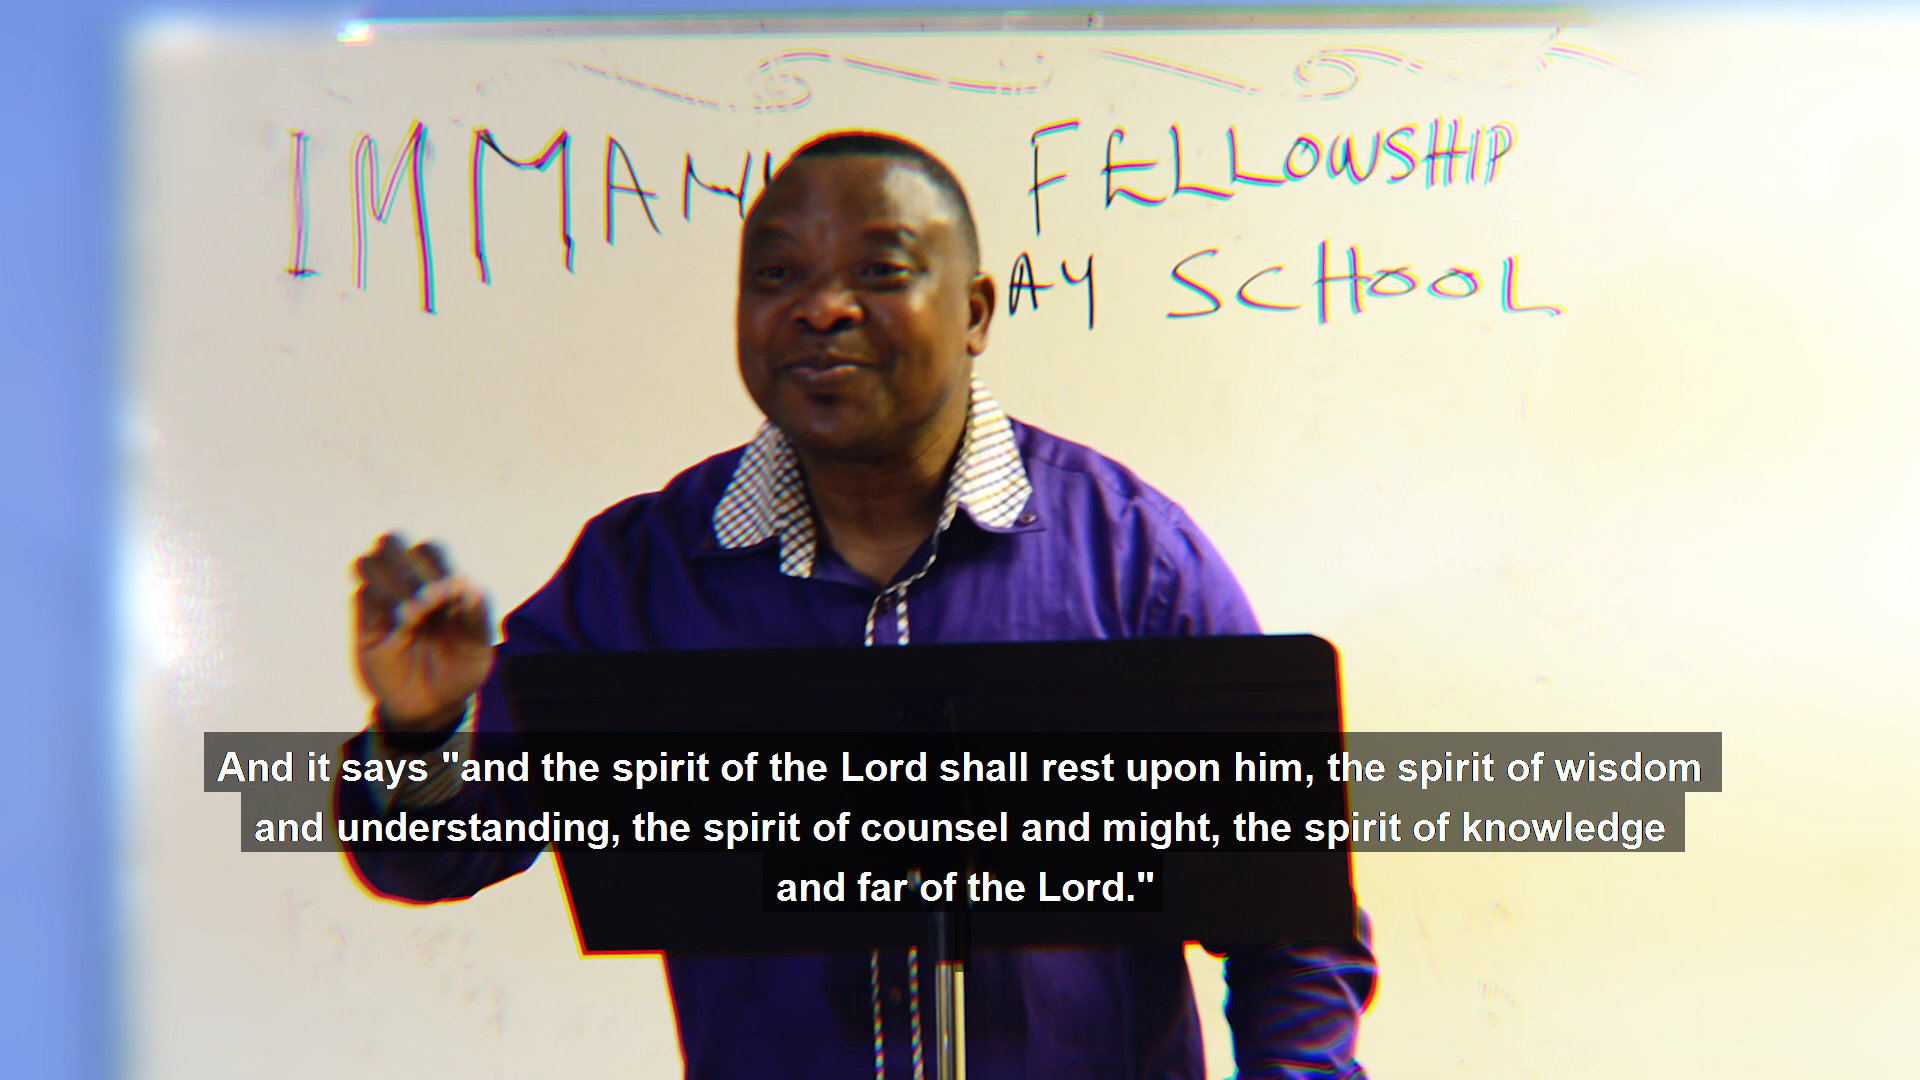 IMMAN FELLOWSHIP
AY SCHOOL
And it says "and the spirit of the Lord shall rest upon him, the spirit of wisdom
and understanding, the spirit of counsel and might, the spirit of knowledge
and far of the Lord."